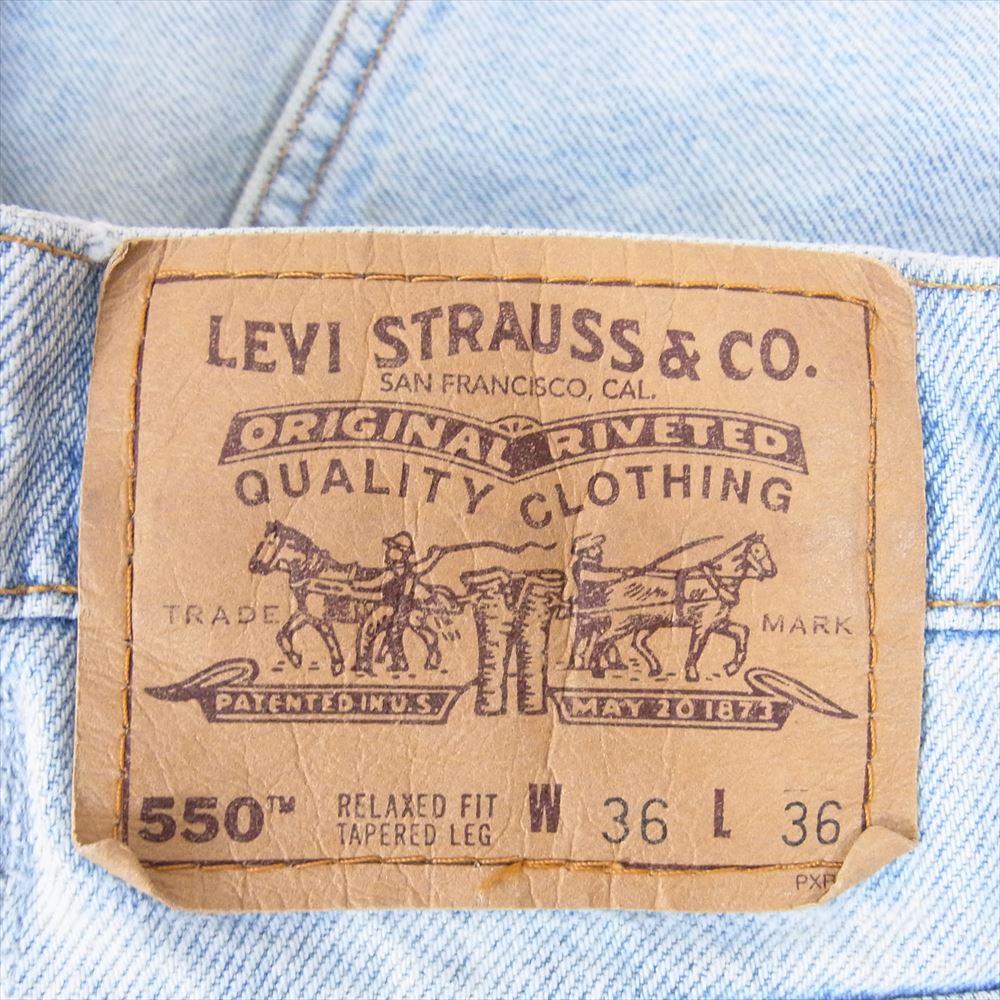 LEVI STRAUSS & CO.
SAN FRANCISCO, CAL.
ORIGINAL RIVETED
QUALITY CLOTHING
TRADE MARK
PATENTED IN U.S. MAY 20 1873
550™ RELAXED FIT W 36 L 36
TAPERED LEG